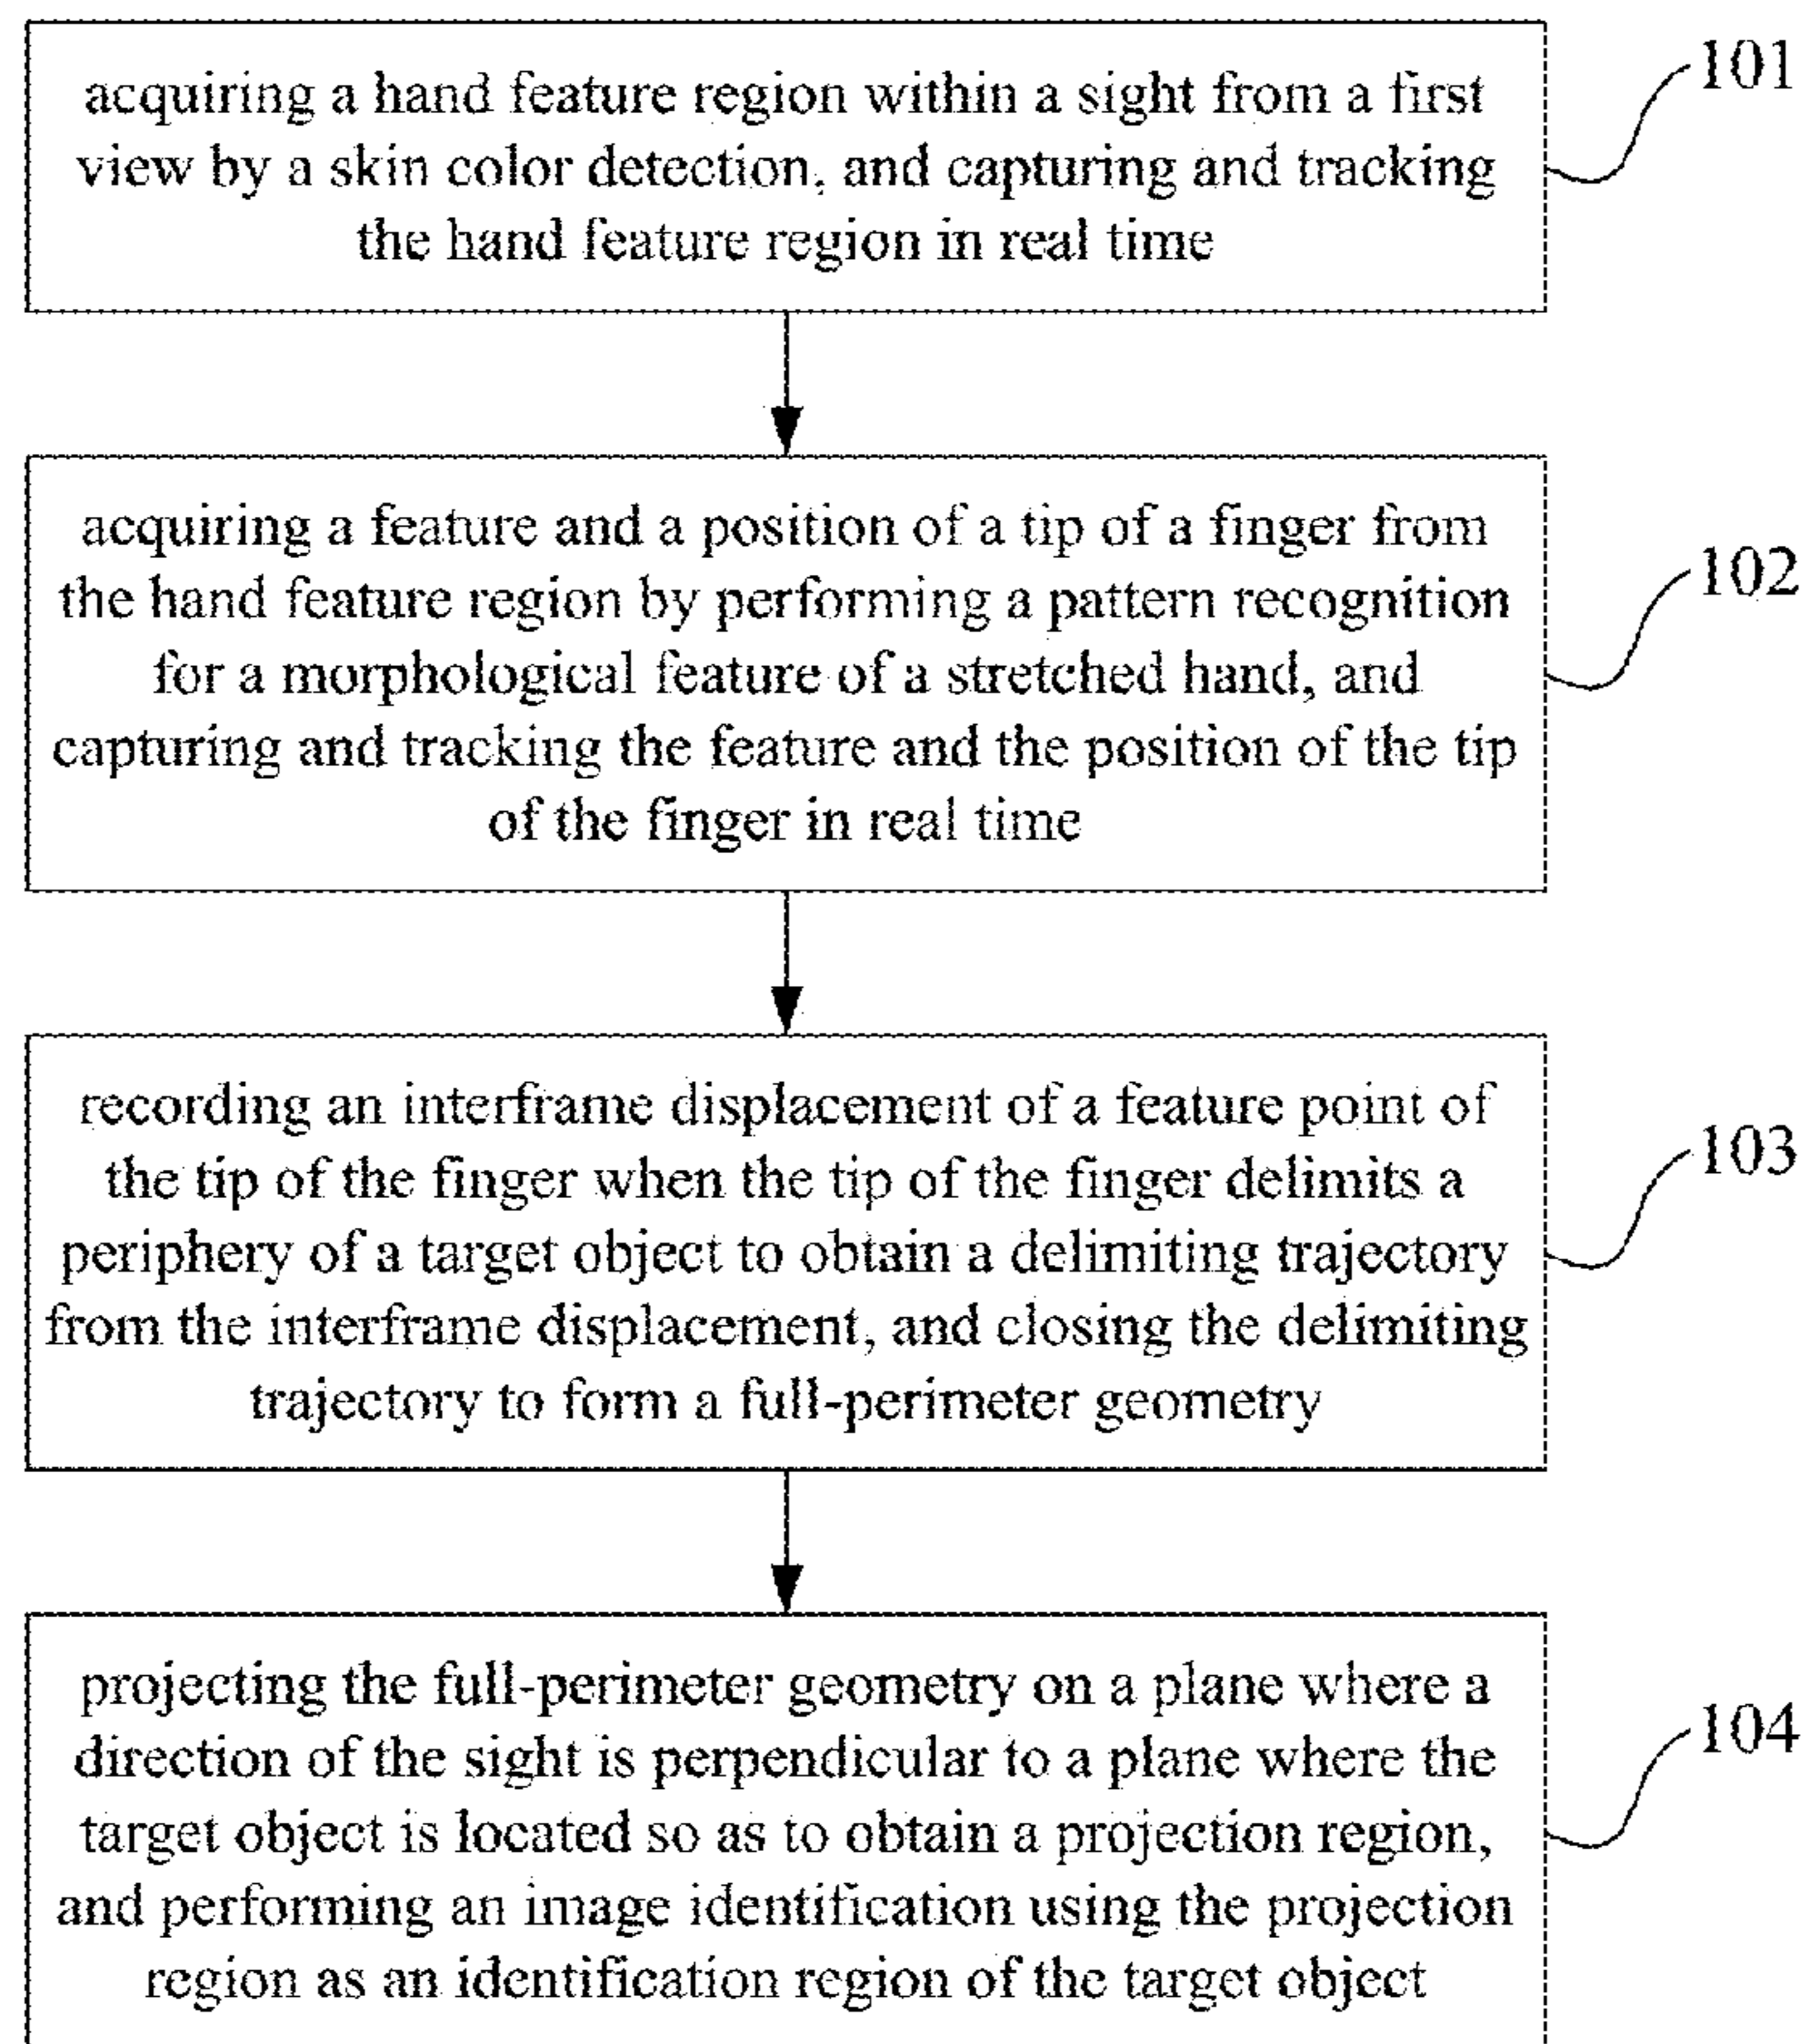 acquiring a hand feature region within a sight from a first
view by a skin color detection, and capturing and tracking
the hand feature region in real time
101
acquiring a feature and a position of a tip of a finger from
the hand feature region by performing a pattern recognition
for a morphological feature of a stretched hand, and
capturing and tracking the feature and the position of the tip
of the finger in real time
102
recording an interframe displacement of a feature point of
the tip of the finger when the tip of the finger delimits a
periphery of a target object to obtain a delimiting trajectory
from the interframe displacement, and closing the delimiting
trajectory to form a full-perimeter geometry
103
projecting the full-perimeter geometry on a plane where a
direction of the sight is perpendicular to a plane where the
target object is located so as to obtain a projection region,
and performing an image identification using the projection
region as an identification region of the target object
104